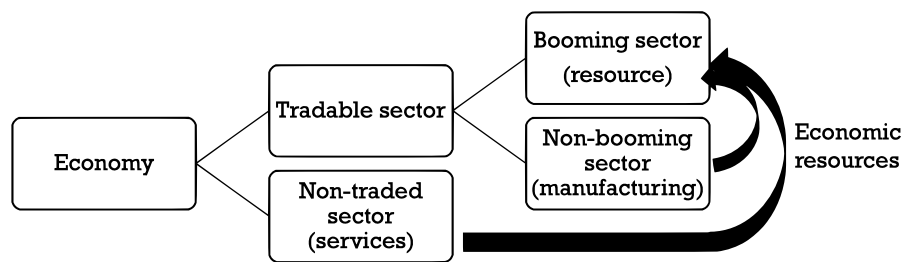 Economy
Tradable sector
Non-traded
sector
(services)
Booming sector
(resource)
Non-booming
sector
(manufacturing)
Economic
resources